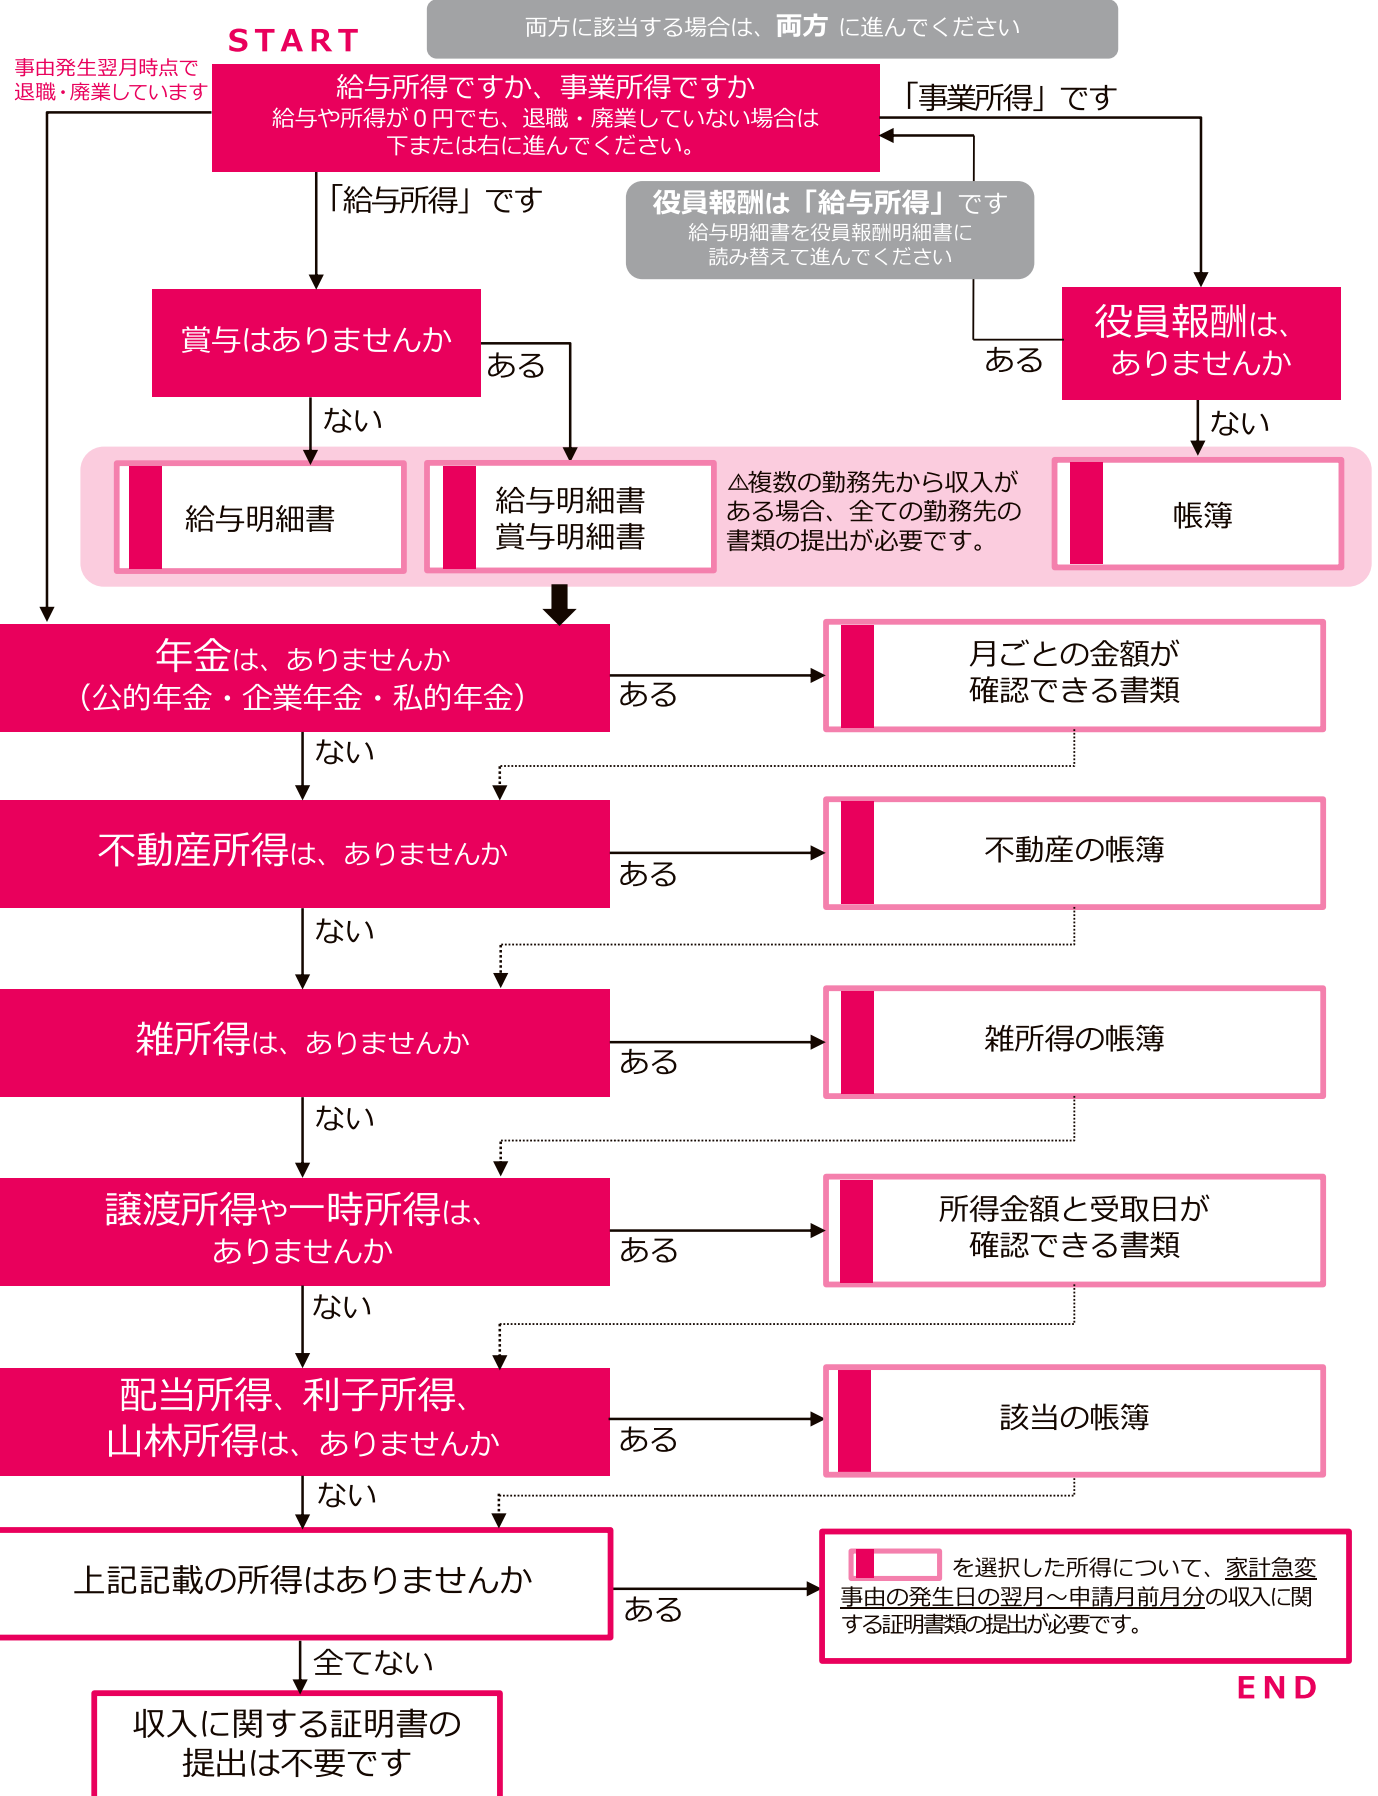 両方に該当する場合は、両方 に進んでください
START
事由発生翌月時点で
退職・廃業しています
給与所得ですか、事業所得ですか
給与や所得が０円でも、退職・廃業していない場合は
下または右に進んでください。
「事業所得」です
「給与所得」です
役員報酬は「給与所得」です
給与明細書を役員報酬明細書に
読み替えて進んでください
賞与はありませんか
ある
役員報酬は、
ありませんか
ある
ない
ない
給与明細書
給与明細書
賞与明細書
⚠複数の勤務先から収入が
ある場合、全ての勤務先の
書類の提出が必要です。
帳簿
年金は、ありませんか
（公的年金・企業年金・私的年金）
ある
月ごとの金額が
確認できる書類
ない
不動産所得は、ありませんか
ある
不動産の帳簿
ない
雑所得は、ありませんか
ある
雑所得の帳簿
ない
譲渡所得や一時所得は、
ありませんか
ある
所得金額と受取日が
確認できる書類
ない
配当所得、利子所得、
山林所得は、ありませんか
ある
該当の帳簿
ない
上記記載の所得はありませんか
ある
を選択した所得について、家計急変
事由の発生日の翌月～申請月前月分の収入に関
する証明書類の提出が必要です。
END
全てない
収入に関する証明書の
提出は不要です